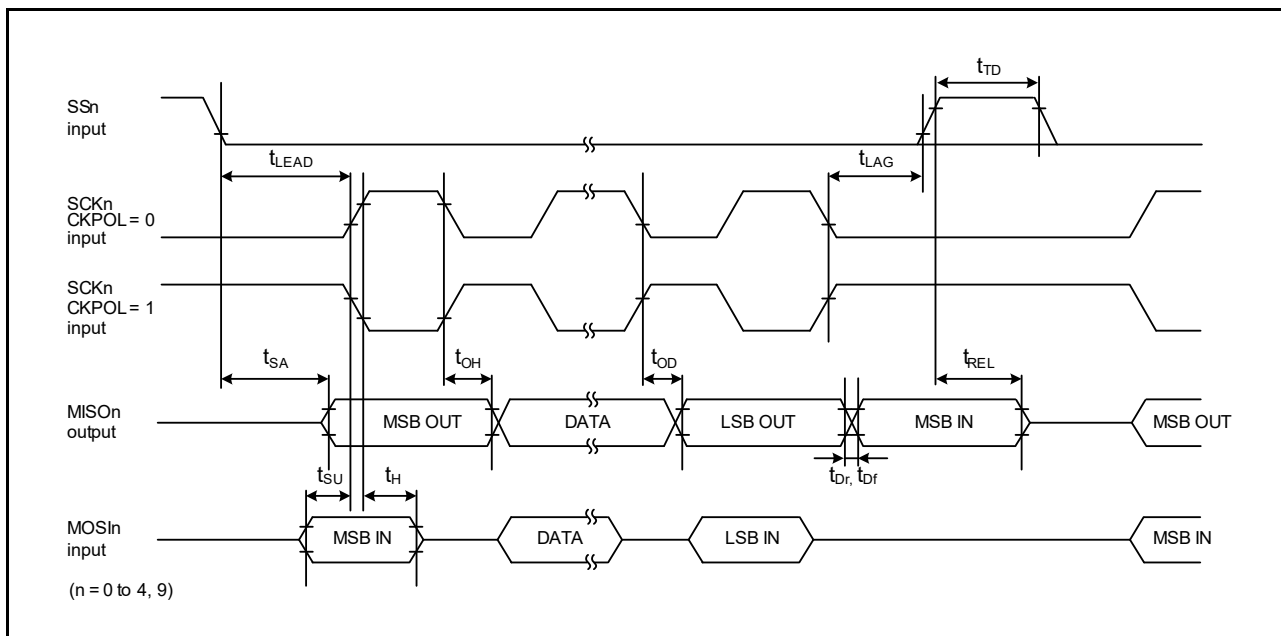 tTD
SSn
input
tLEAD
tLAG
SCKn
CKPOL = 0
input
SCKn
CKPOL = 1
input
tSA
tOH
tOD
tREL
MISOn
output
MSB OUT
DATA
LSB OUT
MSB IN
MSB OUT
tSU
tH
tDr, tDf
MOSIn
input
MSB IN
DATA
LSB IN
MSB IN
(n = 0 to 4, 9)